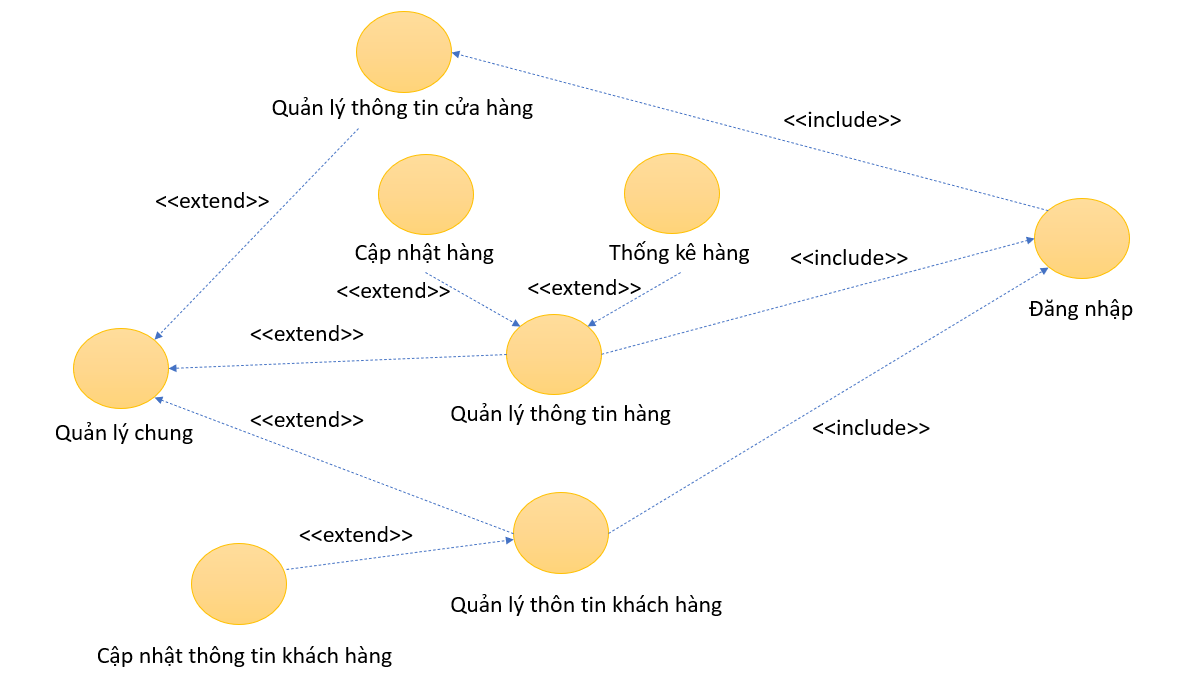 Quản lý thông tin cửa hàng
<<include>>
<<extend>>
Cập nhật hàng
Thống kê hàng
<<include>>
<<extend>>
<<extend>>
Đăng nhập
<<extend>>
Quản lý thông tin hàng
<<extend>>
Quản lý chung
<<include>>
<<extend>>
Quản lý thôn tin khách hàng
Cập nhật thông tin khách hàng